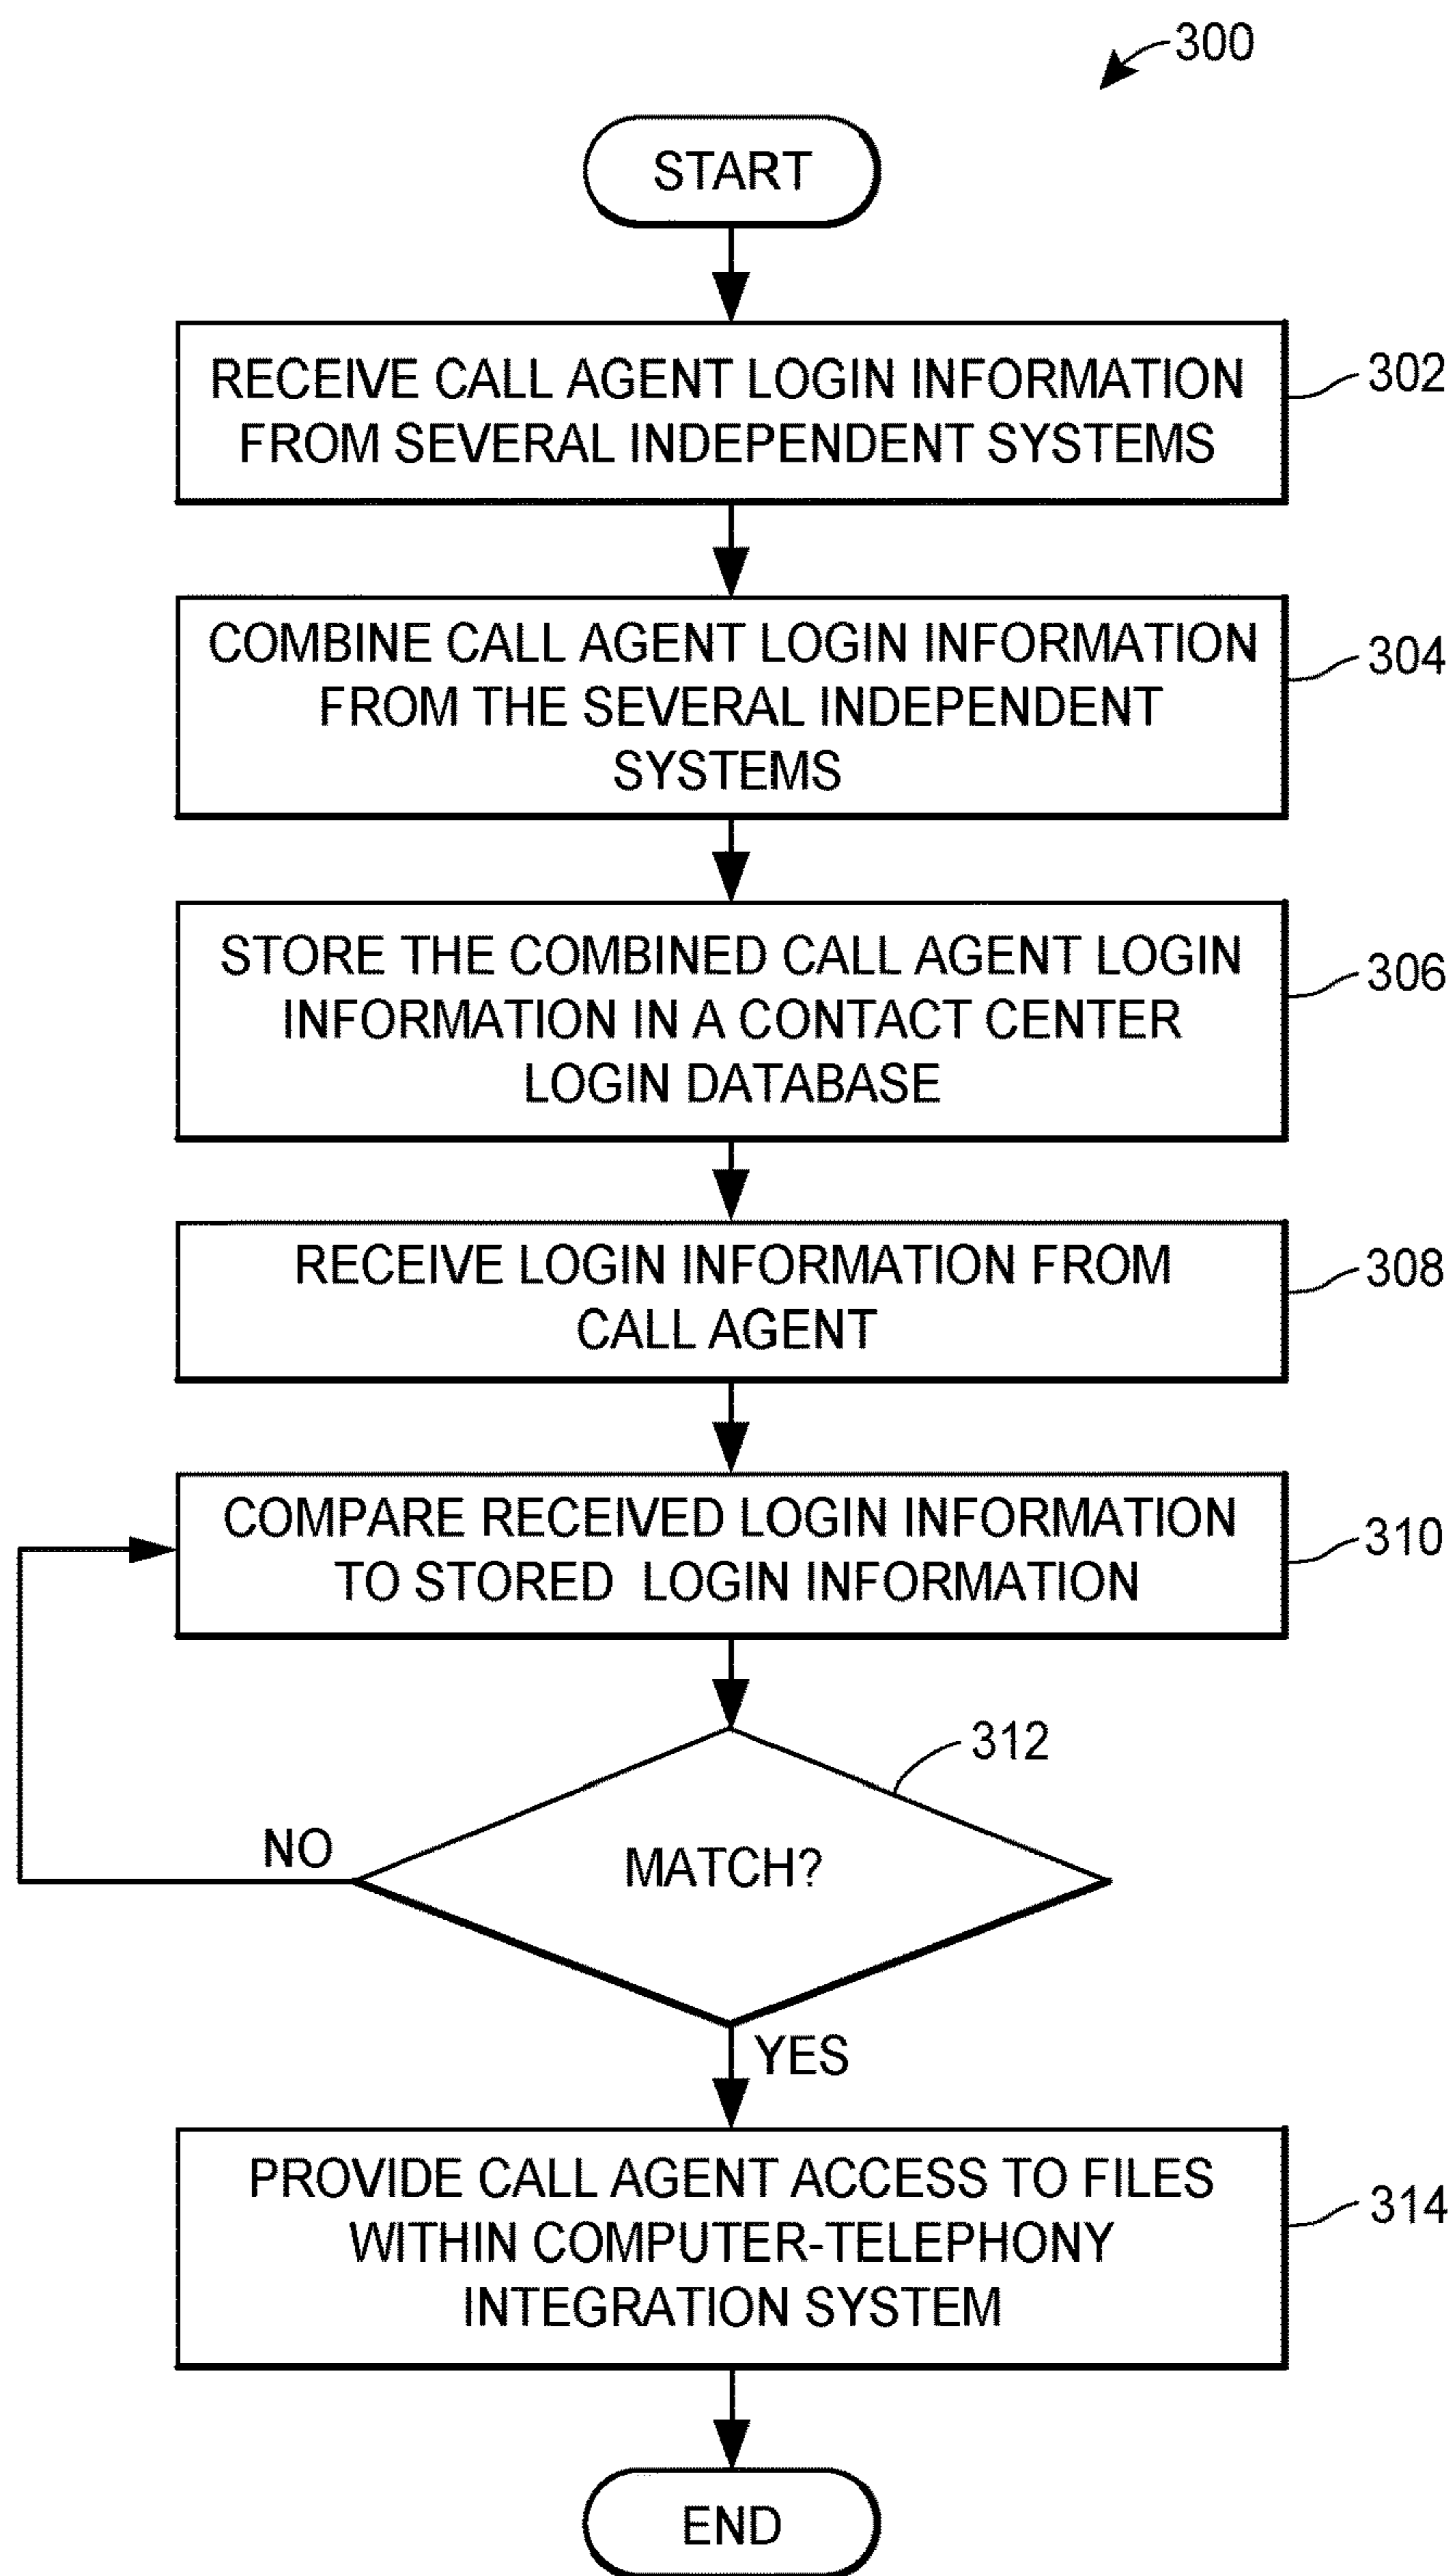 300
START
RECEIVE CALL AGENT LOGIN INFORMATION
FROM SEVERAL INDEPENDENT SYSTEMS
302
COMBINE CALL AGENT LOGIN INFORMATION
FROM THE SEVERAL INDEPENDENT
SYSTEMS
304
STORE THE COMBINED CALL AGENT LOGIN
INFORMATION IN A CONTACT CENTER
LOGIN DATABASE
306
RECEIVE LOGIN INFORMATION FROM
CALL AGENT
308
COMPARE RECEIVED LOGIN INFORMATION
TO STORED LOGIN INFORMATION
310
312
NO
MATCH?
YES
PROVIDE CALL AGENT ACCESS TO FILES
WITHIN COMPUTER-TELEPHONY
INTEGRATION SYSTEM
314
END